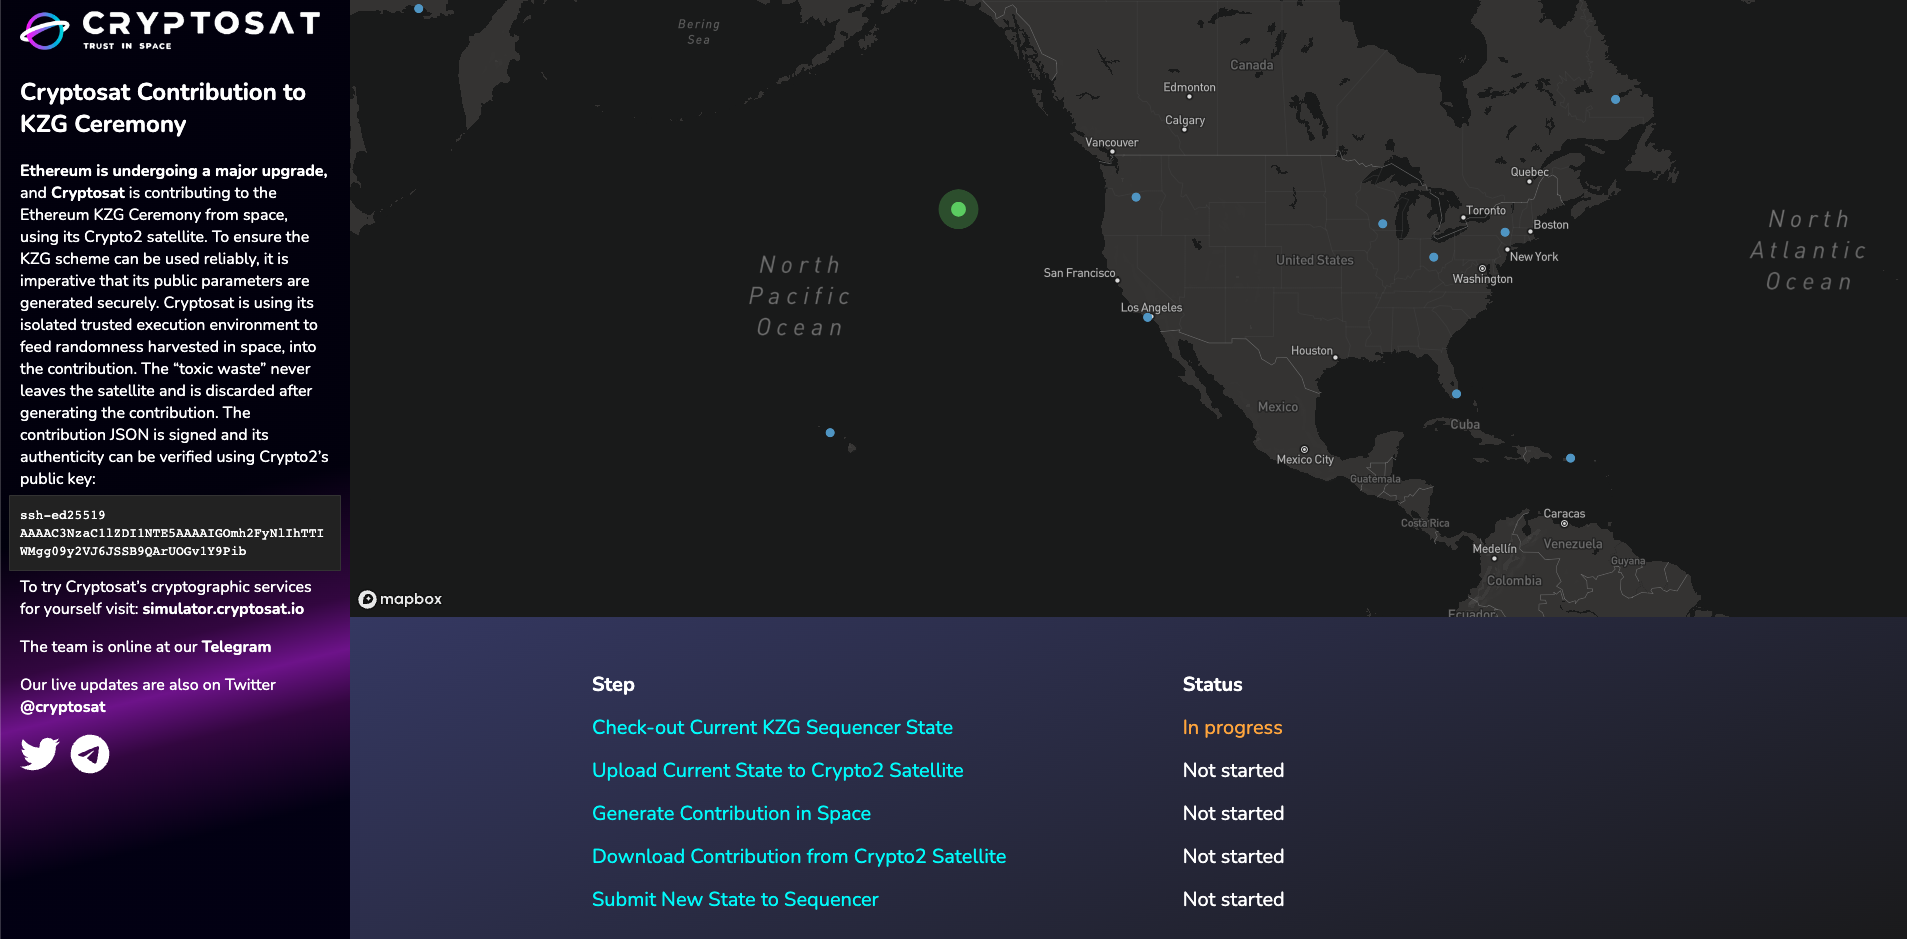 CRYPTOSAT
TRUST IN SPACE
Cryptosat Contribution to
KZG Ceremony
Ethereum is undergoing a major upgrade,
and Cryptosat is contributing to the
Ethereum KZG Ceremony from space,
using its Crypto2 satellite. To ensure the
KZG scheme can be used reliably, it is
imperative that its public parameters are
generated securely. Cryptosat is using its
isolated trusted execution environment to
feed randomness harvested in space, into
the contribution. The “toxic waste” never
leaves the satellite and is discarded after
generating the contribution. The
contribution JSON is signed and its
authenticity can be verified using Crypto2’s
public key:
ssh-ed25519
AAAAC3NzaC1lZDI1NTE5AAAAIGOmh2FyNlIhTTI
WMgg09y2VJ6JSSB9QArUOGv1Y9Pib
To try Cryptosat's cryptographic services
for yourself visit: simulator.cryptosat.io
The team is online at our Telegram
Our live updates are also on Twitter
@cryptosat
Bering
Sea
Canada
Edmonton
Calgary
Vancouver
Quebec
Toronto
Boston
New York
Washington
United States
San Francisco
Los Angeles
Houston
North
Pacific
Ocean
North
Atlantic
Ocean
Mexico
Cuba
Mexico City
Guatemala
Costa Rica
Caracas
Medellín
Venezuela
Guyana
Colombia
Ecuador
mapbox
Step Status
Check-out Current KZG Sequencer State In progress
Upload Current State to Crypto2 Satellite Not started
Generate Contribution in Space Not started
Download Contribution from Crypto2 Satellite Not started
Submit New State to Sequencer Not started